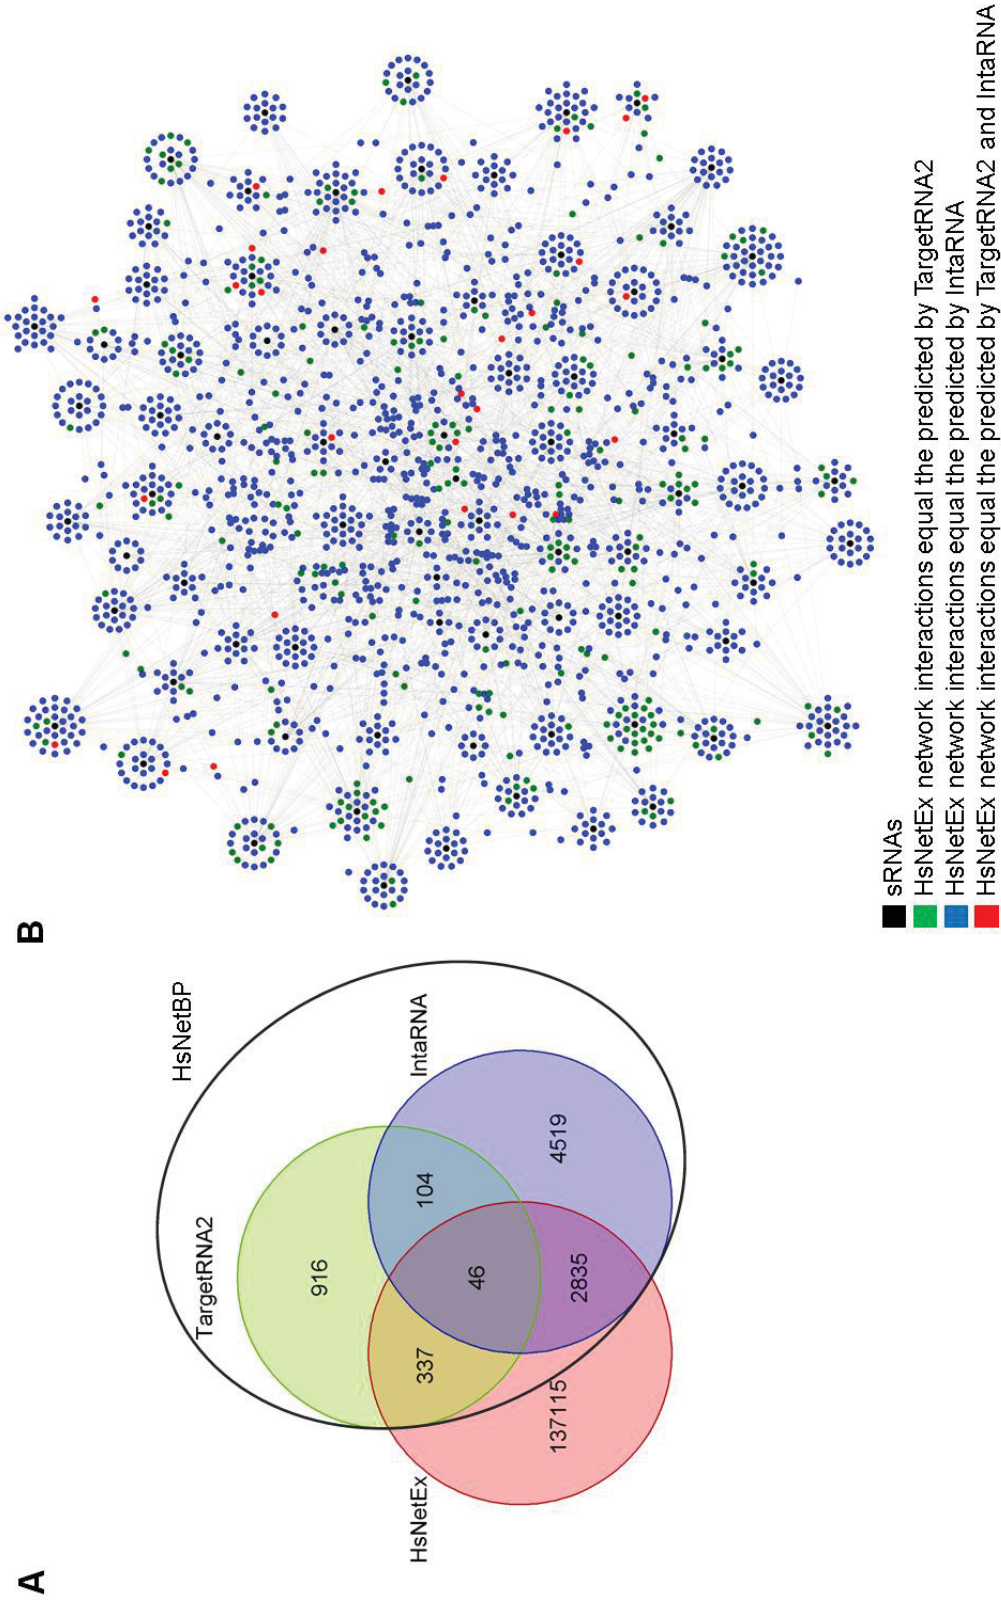 A
HsNetBP
TargetRNA2
HsNetEx
IntaRNA
916
337
104
46
137115
2835
4519
B
sRNAs
HsNetEx network interactions equal the predicted by TargetRNA2
HsNetEx network interactions equal the predicted by IntaRNA
HsNetEx network interactions equal the predicted by TargetRNA2 and IntaRNA